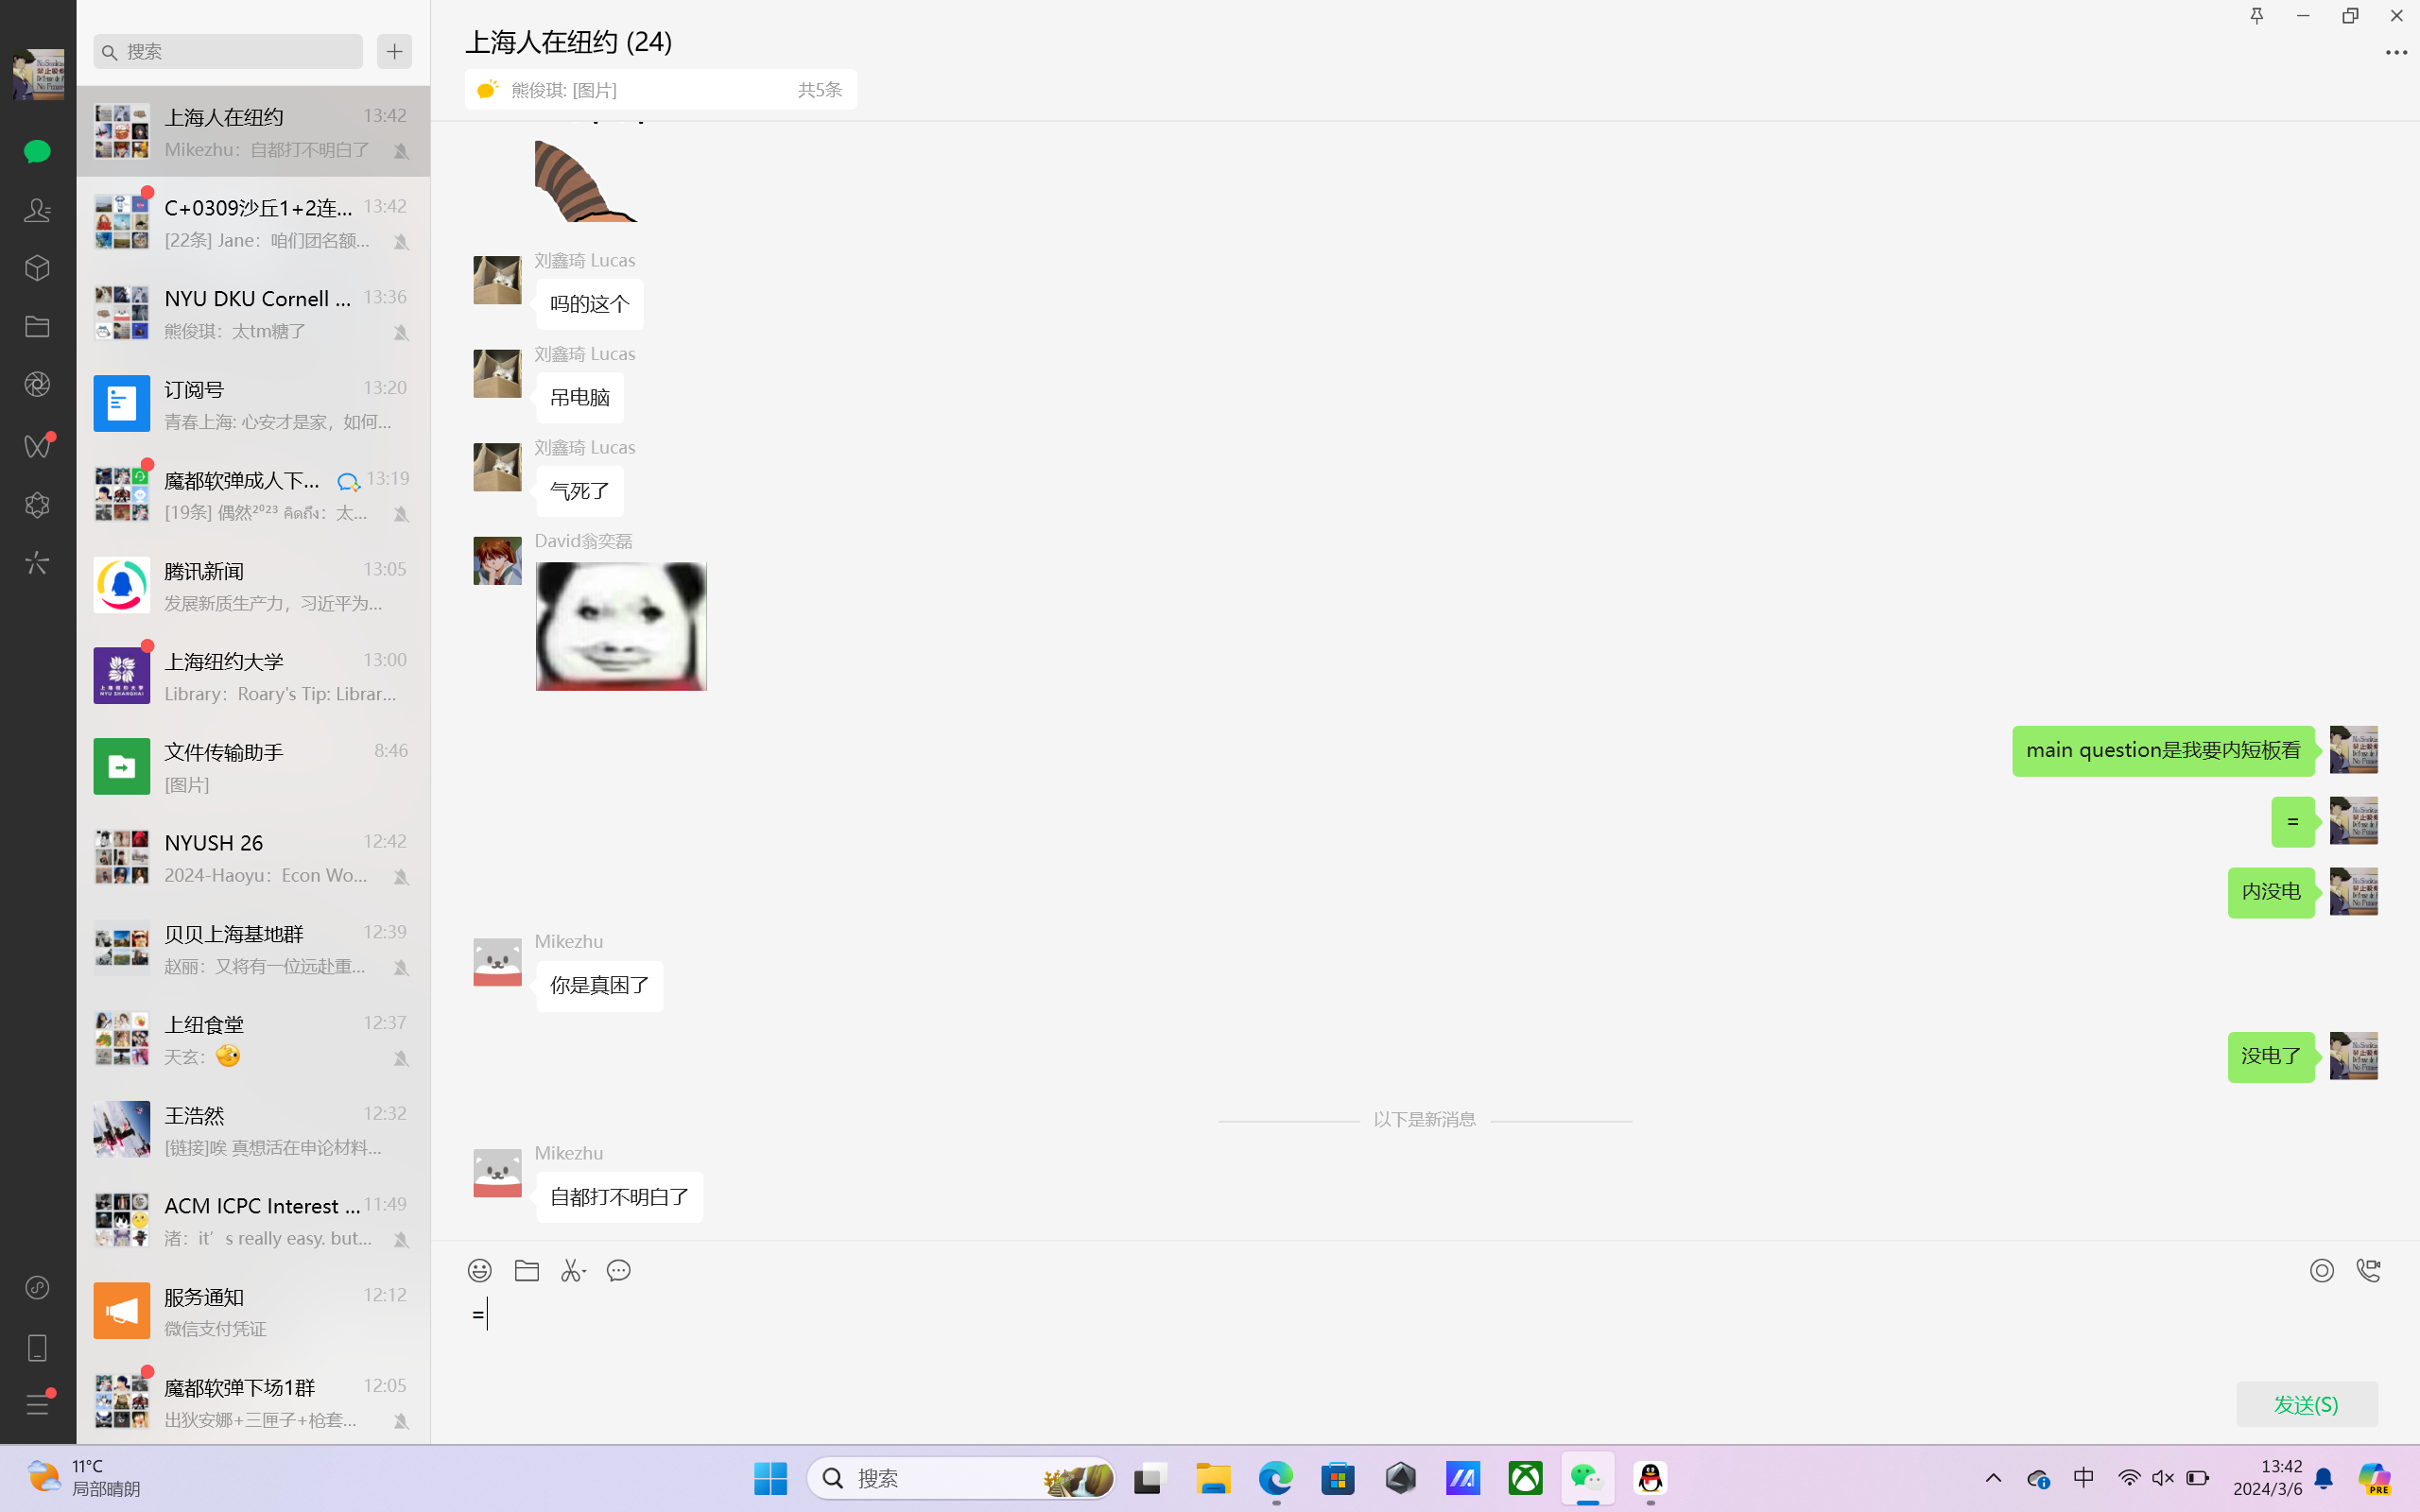 搜索
上海人在纽约
13:42
Mikezhu：自都打不明白了
C+0309沙丘1+2连...
13:42
[22条] Jane：咱们团名额...
NYU DKU Cornell ...
13:36
熊俊琪：太tm糖了
订阅号
13:20
青春上海: 心安才是家，如何...
魔都软弹成人下...
13:19
[19条] 偶然²⁰²³ คิดถึง：太...
腾讯新闻
13:05
发展新质生产力，习近平为...
上海纽约大学
13:00
Library：Roary's Tip: Librar...
文件传输助手
8:46
[图片]
NYUSH 26
12:42
2024-Haoyu：Econ Wo...
贝贝上海基地群
12:39
赵丽：又将有一位远赴重...
上纽食堂
12:37
天玄：
王浩然
12:32
[链接]唉 真想活在申论材料...
ACM ICPC Interest ...
11:49
渚：it’s really easy. but...
服务通知
12:12
微信支付凭证
魔都软弹下场1群
12:05
出狄安娜+三匣子+枪套...
上海人在纽约 (24)
熊俊琪: [图片]
共5条
刘鑫琦 Lucas
吗的这个
刘鑫琦 Lucas
吊电脑
刘鑫琦 Lucas
气死了
David翁奕磊
main question是我要内短板看
=
内没电
Mikezhu
你是真困了
没电了
以下是新消息
Mikezhu
自都打不明白了
=
发送(S)
11°C
局部晴朗
搜索
中
13:42
2024/3/6
PRE